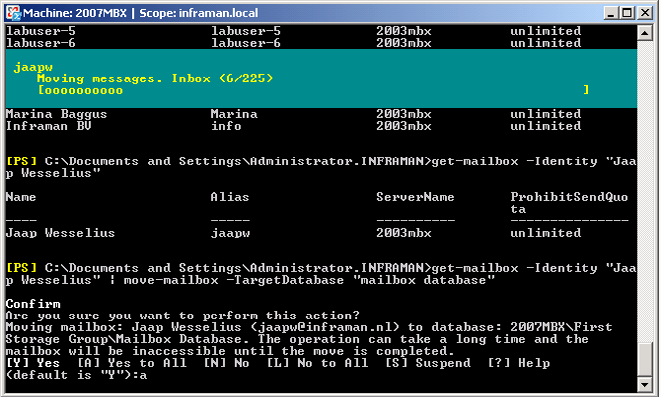 Machine: 2007MBX | Scope: inframan.local
labuser-5 labuser-5 2003mbx unlimited
labuser-6 labuser-6 2003mbx unlimited
jaapw
Moving messages. Inbox (6/225)
[oooooooooo ]
Marina Baggus Marina 2003mbx unlimited
Inframan BV info 2003mbx unlimited
[PS] C:\Documents and Settings\Administrator.INFRAMAN>get-mailbox -Identity "Jaa
p Wesselius"
Name Alias ServerName ProhibitSendQuo
ta
---- ----- ---------- ---------------
Jaap Wesselius jaapw 2003mbx unlimited
[PS] C:\Documents and Settings\Administrator.INFRAMAN>get-mailbox -Identity "Jaa
p Wesselius" | move-mailbox -TargetDatabase "mailbox database"
Confirm
Are you sure you want to perform this action?
Moving mailbox: Jaap Wesselius (jaapw@inframan.nl) to database: 2007MBX\First
Storage Group\Mailbox Database. The operation can take a long time and the
mailbox will be inaccessible until the move is completed.
[Y] Yes [A] Yes to All [N] No [L] No to All [S] Suspend [?] Help
(default is "Y"):a